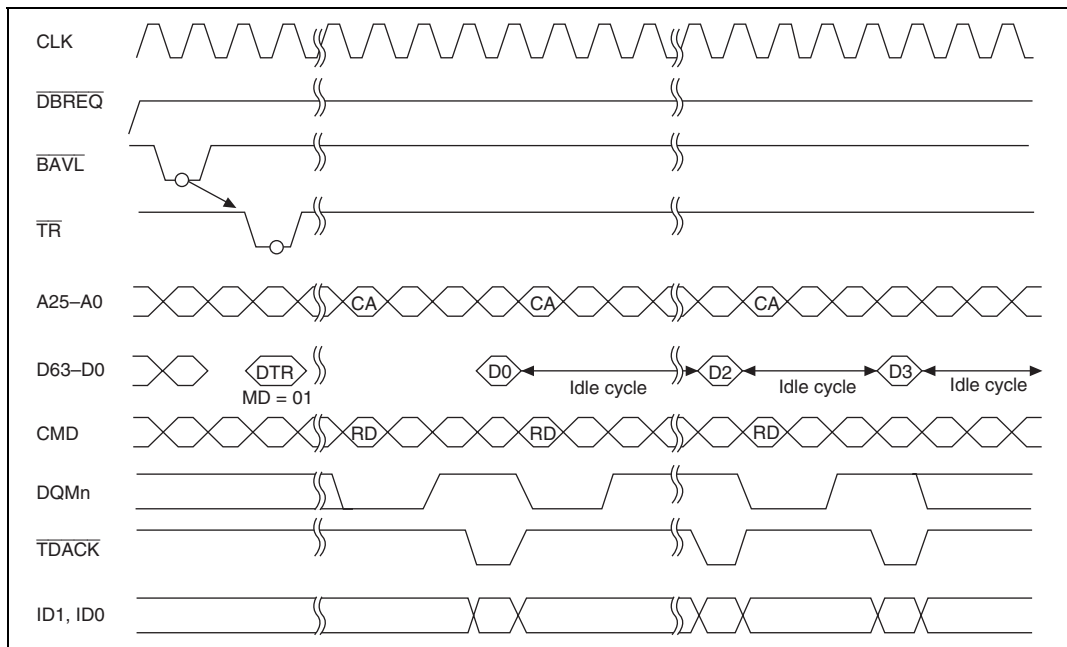 CLK
DBREQ
BAVL
TR
A25–A0 CA CA CA
D63–D0 DTR D0 D2 D3
MD = 01 Idle cycle Idle cycle Idle cycle
CMD RD RD RD
DQMn
TDACK
ID1, ID0